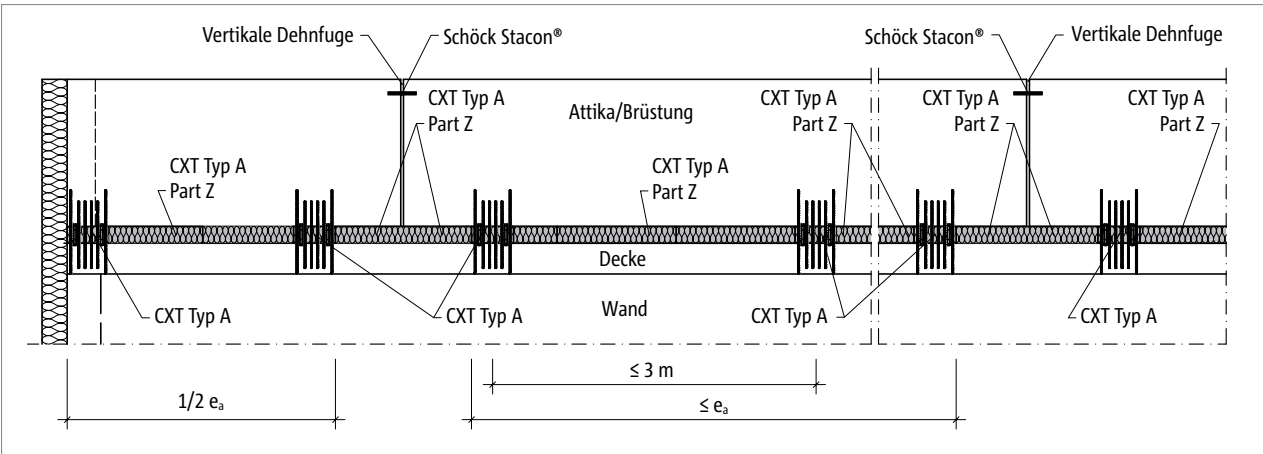 Vertikale Dehnfuge
Schöck Stacon®
Schöck Stacon®
Vertikale Dehnfuge
CXT Typ A
Part Z
Attika/Brüstung
CXT Typ A
Part Z
CXT Typ A
Part Z
CXT Typ A
Part Z
CXT Typ A
Part Z
CXT Typ A
Part Z
Decke
Wand
CXT Typ A
CXT Typ A
CXT Typ A
CXT Typ A
≤ 3 m
1/2 eₐ
≤ eₐ